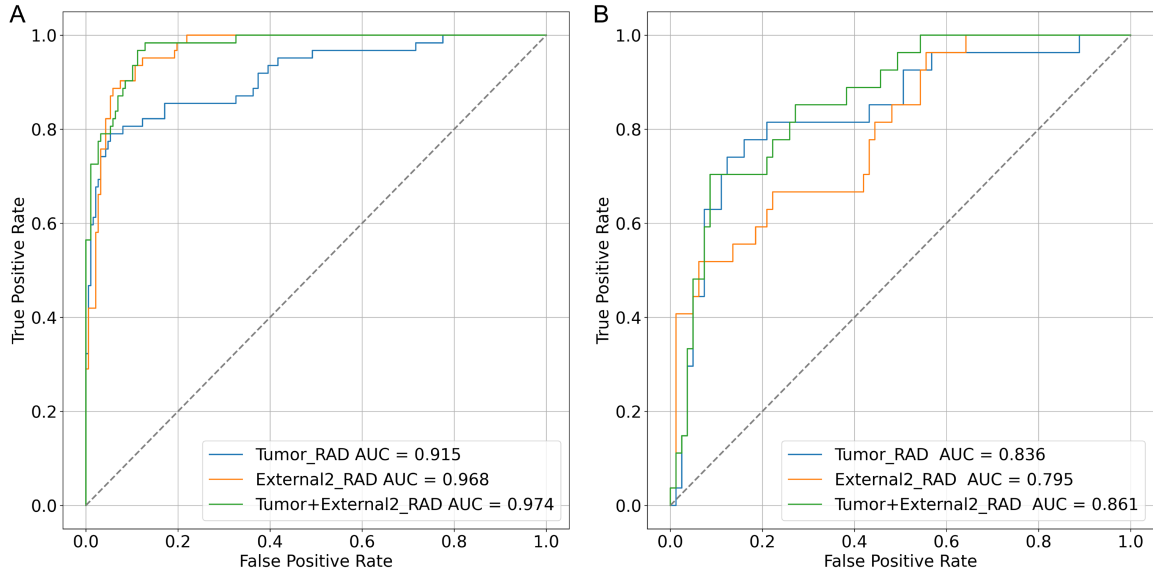 A
True Positive Rate
1.0
0.8
0.6
0.4
0.2
0.0
Tumor_RAD AUC = 0.915
External2_RAD AUC = 0.968
Tumor+External2_RAD AUC = 0.974
0.0 0.2 0.4 0.6 0.8 1.0
False Positive Rate
B
True Positive Rate
1.0
0.8
0.6
0.4
0.2
0.0
Tumor_RAD  AUC = 0.836
External2_RAD  AUC = 0.795
Tumor+External2_RAD  AUC = 0.861
0.0 0.2 0.4 0.6 0.8 1.0
False Positive Rate